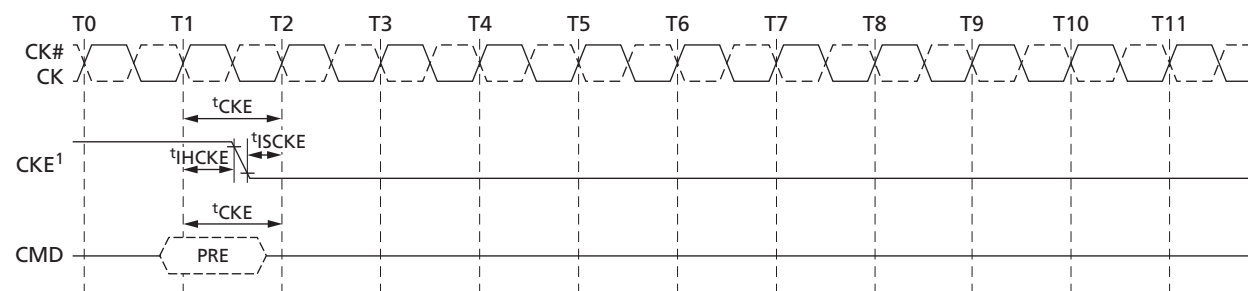 T0 T1 T2 T3 T4 T5 T6 T7 T8 T9 T10 T11
CK#
CK
tCKE
tISCKE
CKE1
tIHCKE
tCKE
CMD
PRE